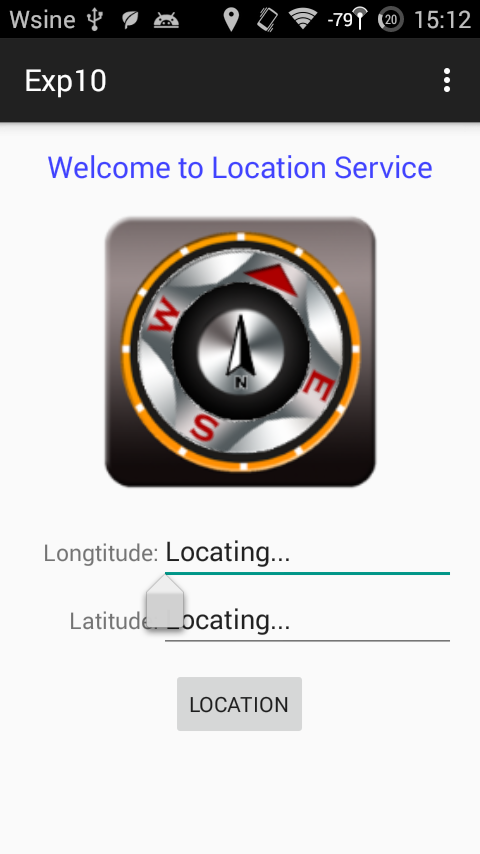 Wsine -79 20 15:12
Exp10
Welcome to Location Service
W
E
S
N
Longtitude: Locating...
Latitude: Locating...
LOCATION